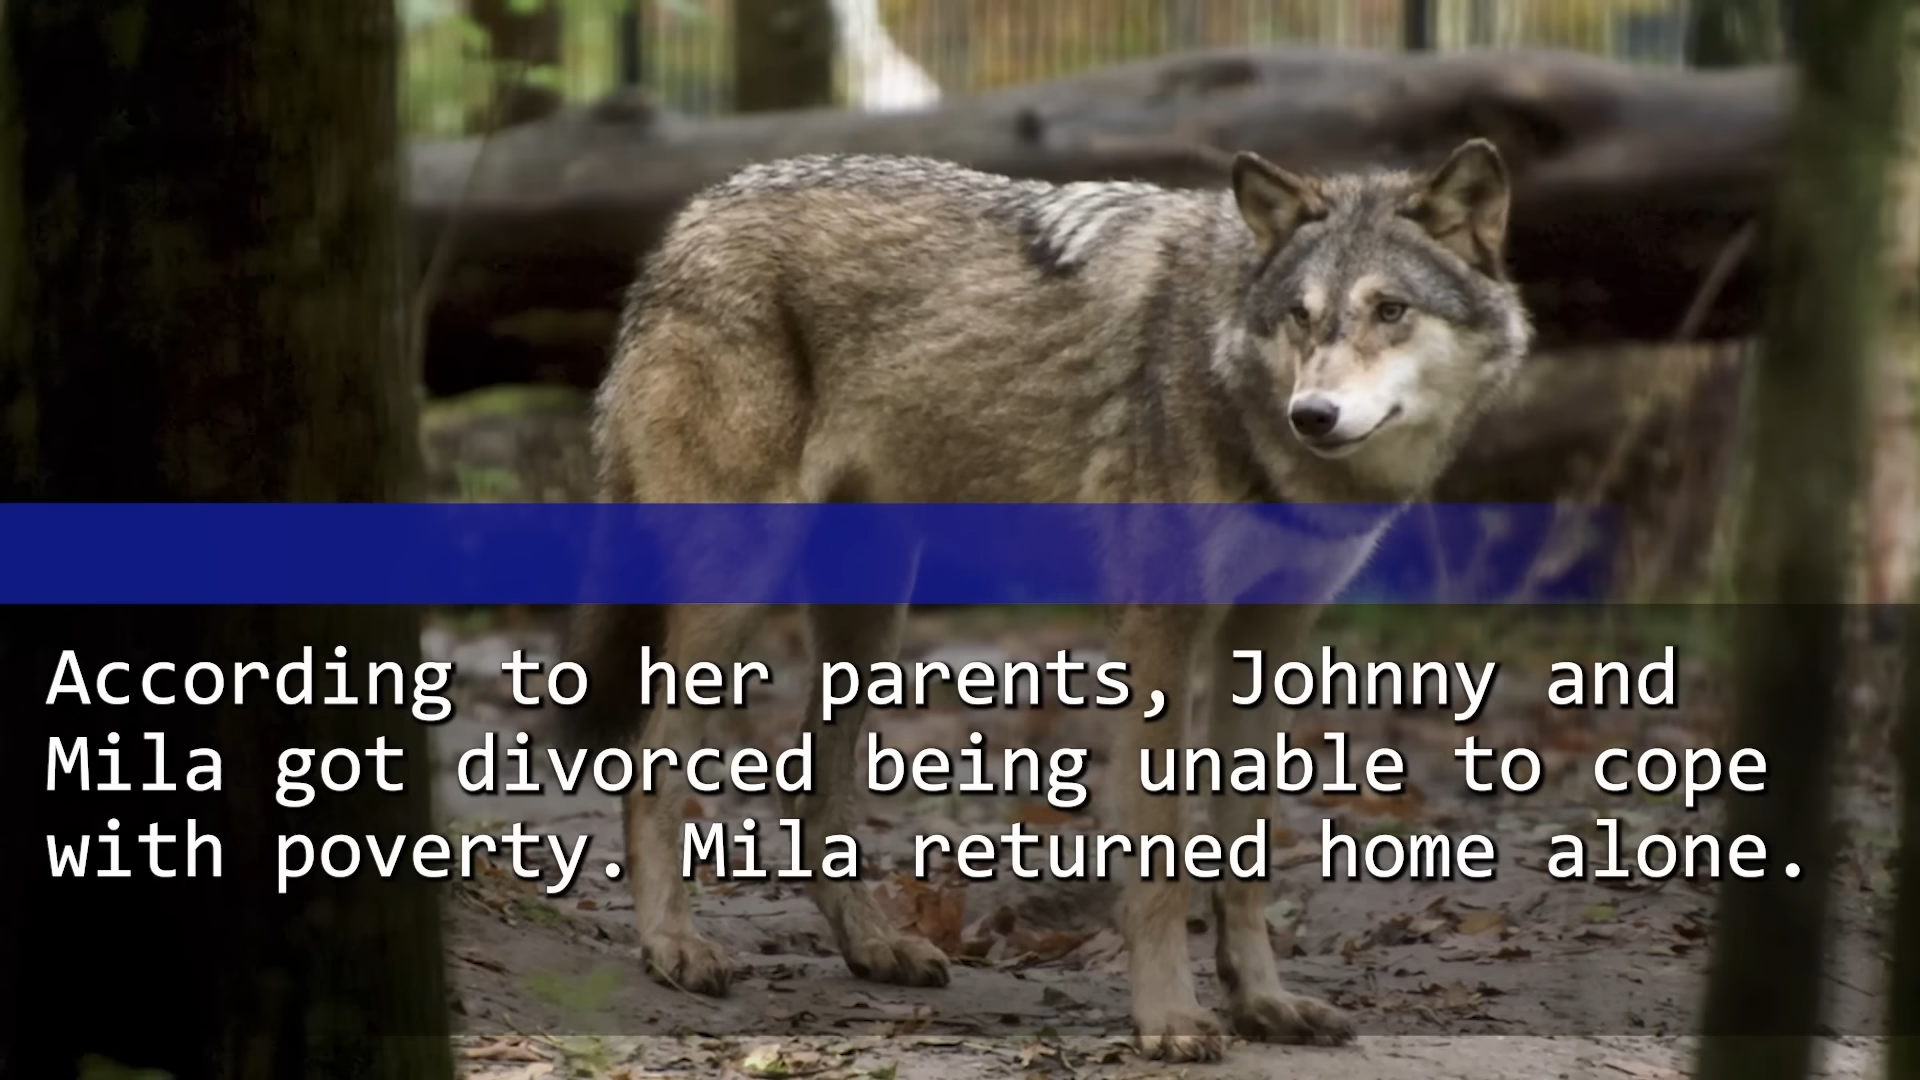 According to her parents, Johnny and
Mila got divorced being unable to cope
with poverty. Mila returned home alone.